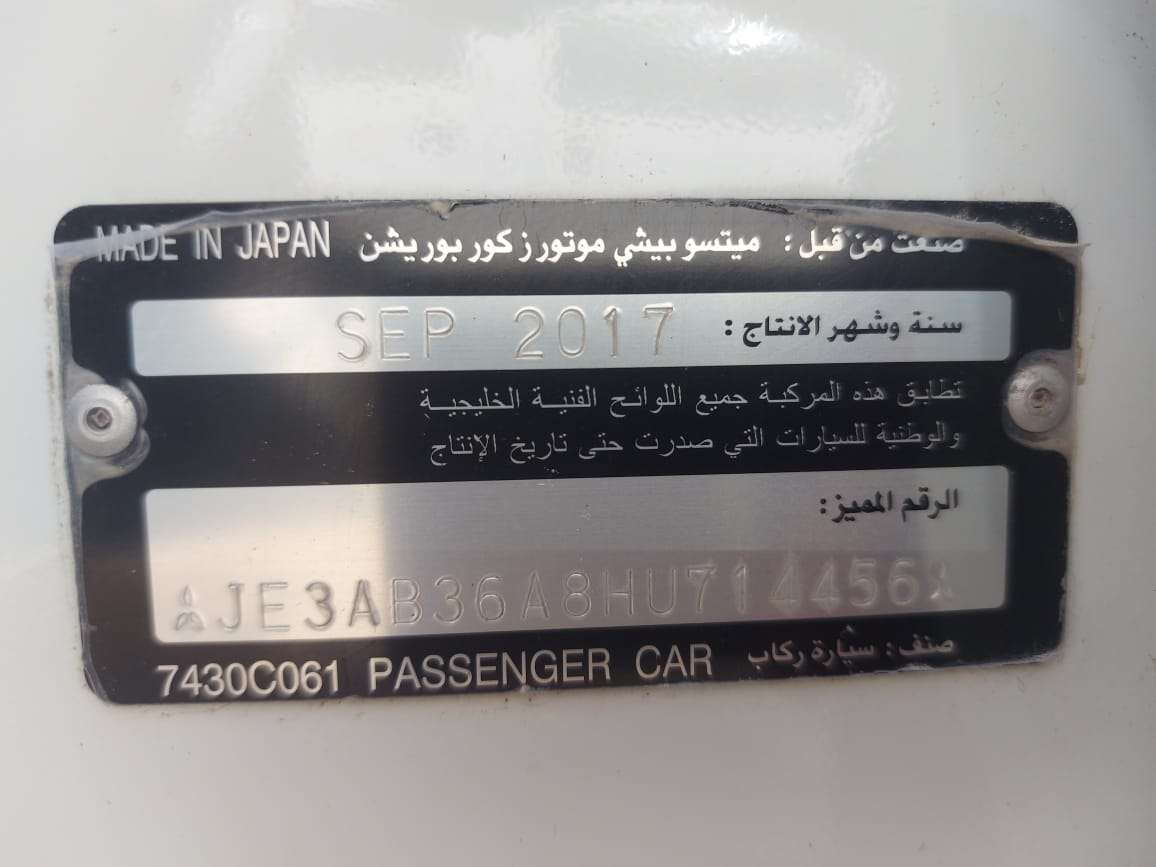 MADE IN JAPAN صنعت من قبل: ميتسو بيشي موتورز كور بوريشن
سنة وشهر الانتاج: SEP 2017
تطابق هذه المركبة جميع اللوائح الفنية الخليجية
والوطنية للسيارات التي صدرت حتى تاريخ الإنتاج
الرقم المميز:
JE3AB36A8HU714456
7430C061 PASSENGER CAR صنف: سيارة ركاب